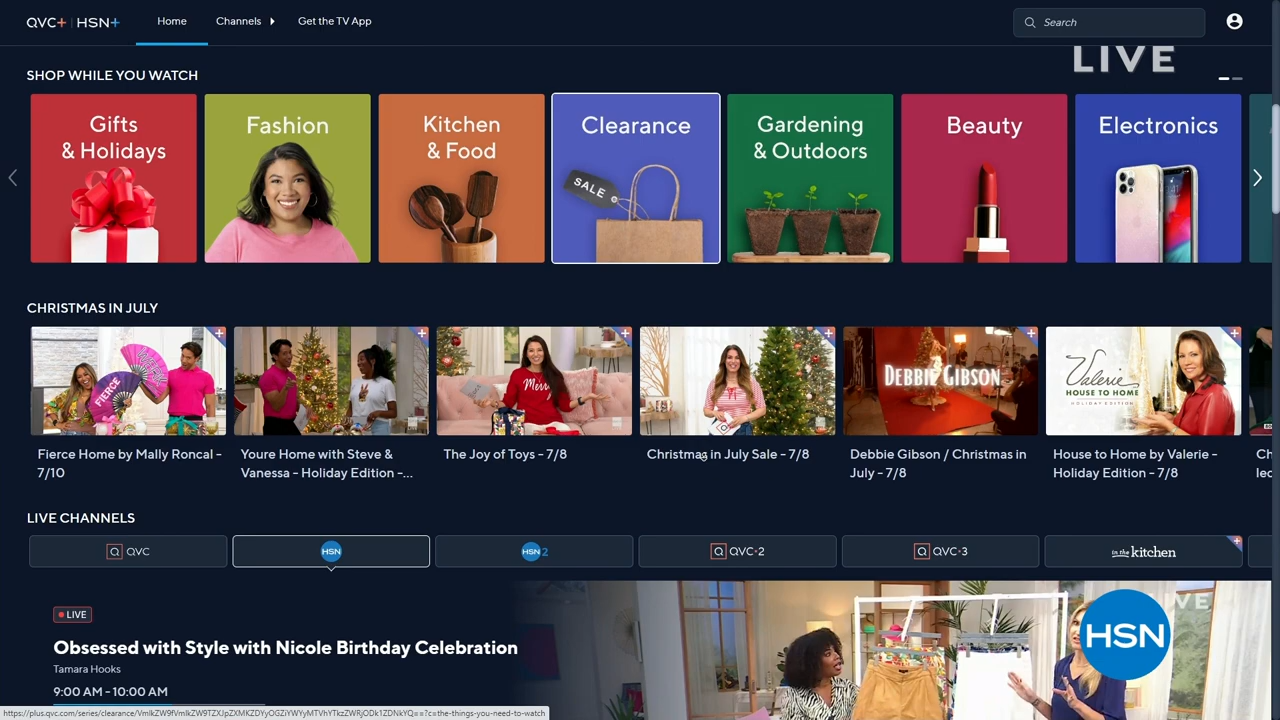 QVC+ | HSN+
Home
Channels
Get the TV App
Search
LIVE
SHOP WHILE YOU WATCH
Gifts
& Holidays
Fashion
Kitchen
& Food
Clearance
SALE
Gardening
& Outdoors
Beauty
Electronics
CHRISTMAS IN JULY
FIERCE
Merry
DEBBIE GIBSON
Valerie
HOUSE TO HOME
HOLIDAY EDITION
Fierce Home by Mally Roncal -
7/10
Youre Home with Steve &
Vanessa - Holiday Edition -...
The Joy of Toys - 7/8
Christmas in July Sale - 7/8
Debbie Gibson / Christmas in
July - 7/8
House to Home by Valerie -
Holiday Edition - 7/8
Ch
lec
LIVE CHANNELS
QVC
HSN
HSN2
QVC•2
QVC•3
in the kitchen
LIVE
Obsessed with Style with Nicole Birthday Celebration
Tamara Hooks
9:00 AM - 10:00 AM
LIVE
HSN